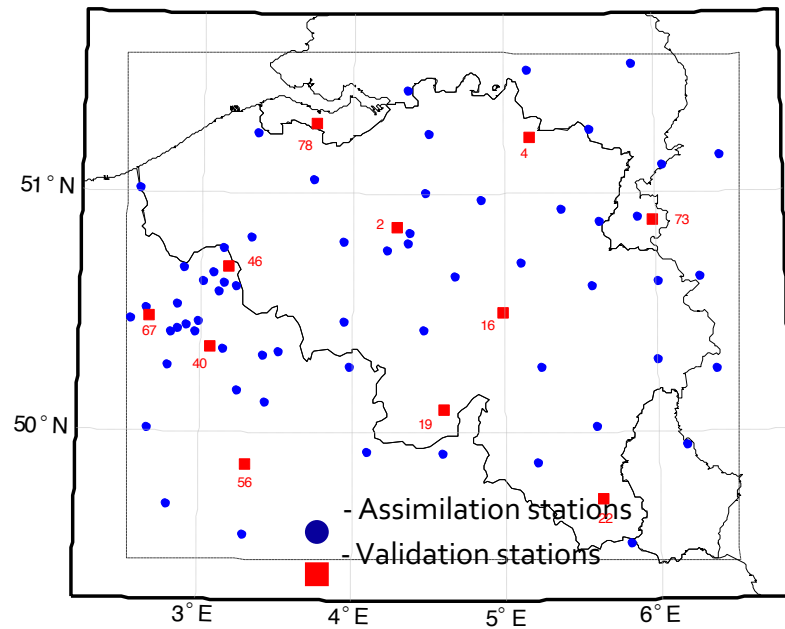 78
4
51° N
2
73
46
67
16
40
50° N
19
56
22
- Assimilation stations
- Validation stations
3° E
4° E
5° E
6° E